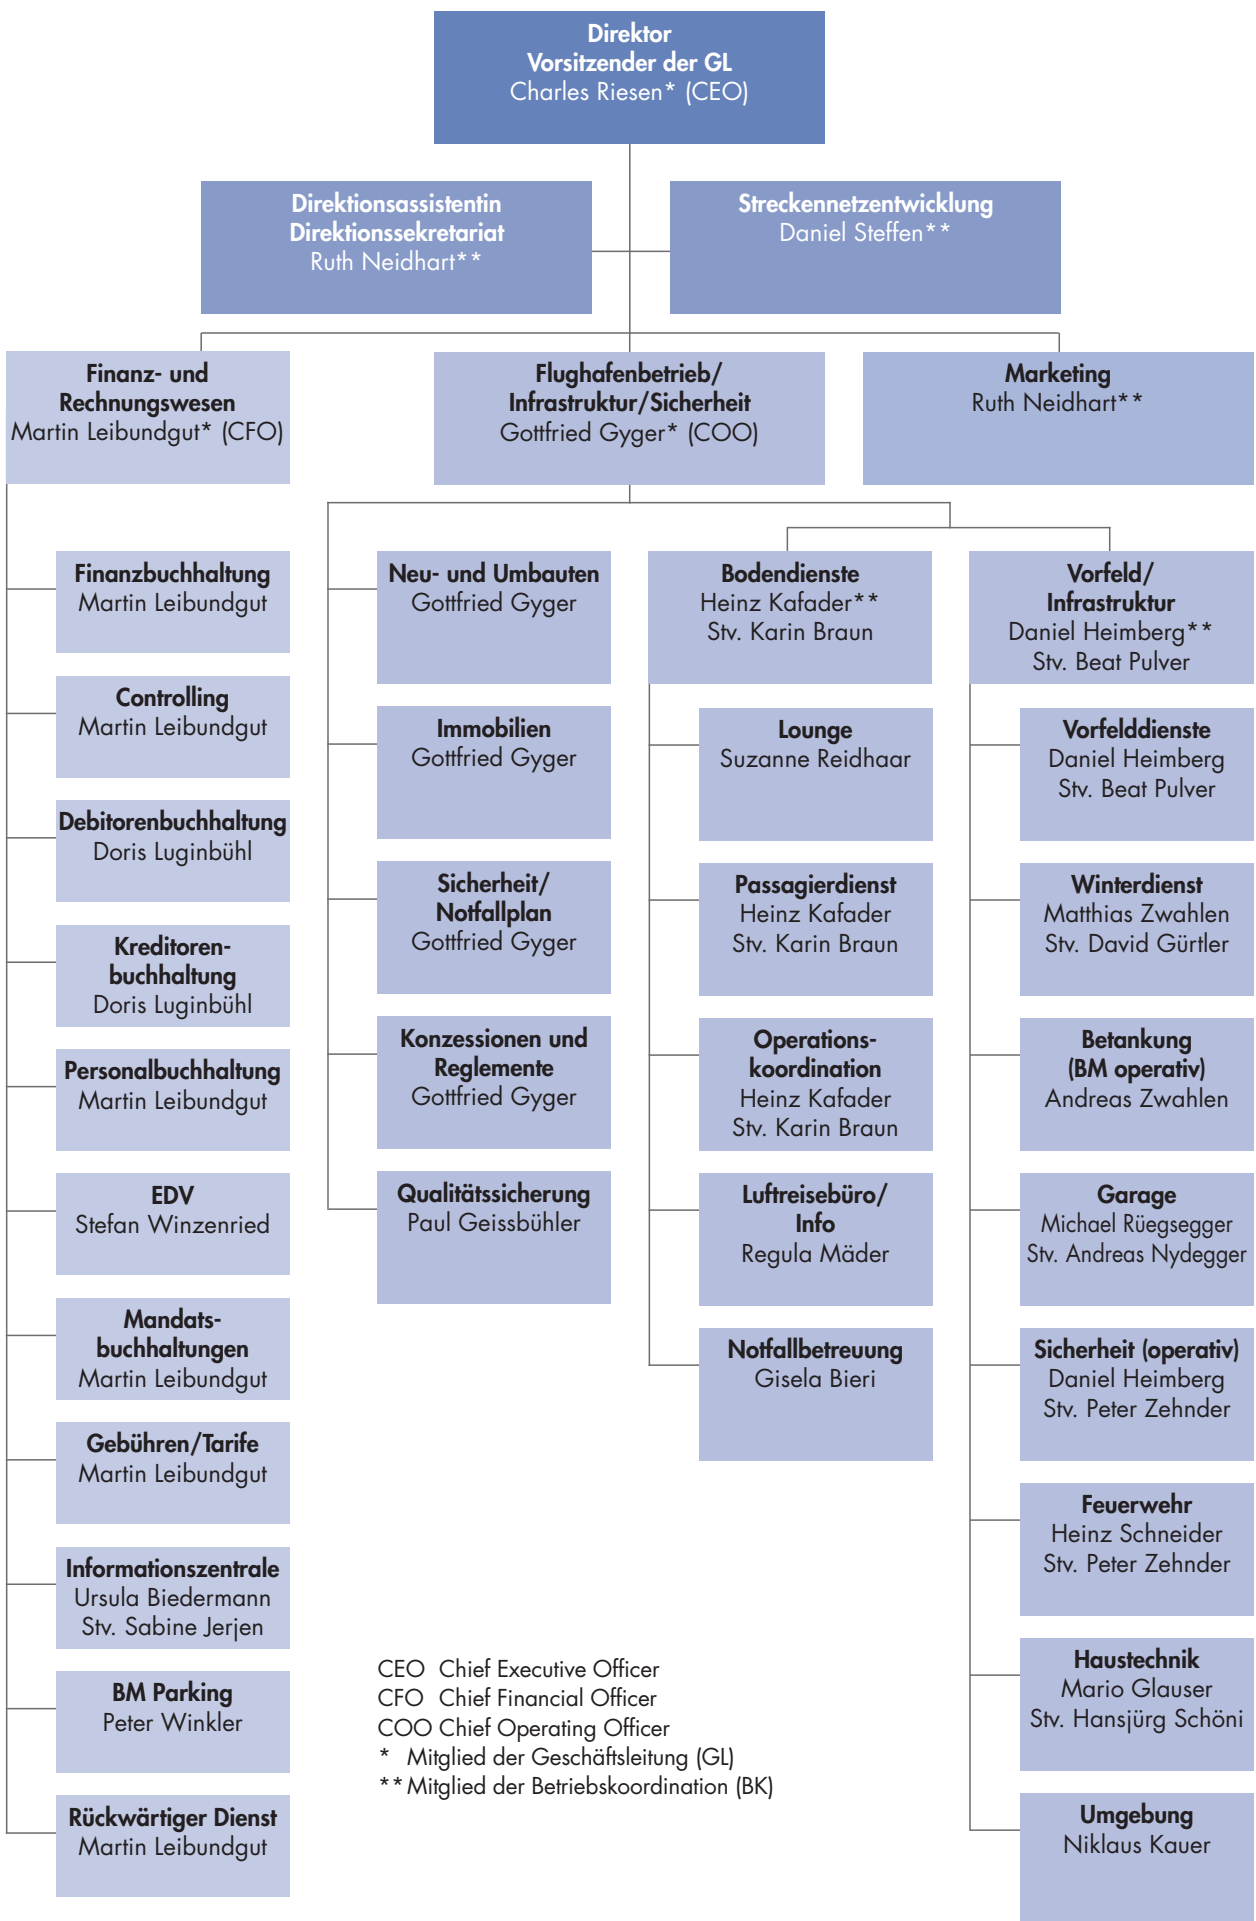 Direktor
Vorsitzender der GL
Charles Riesen* (CEO)
Direktionsassistentin
Direktionssekretariat
Ruth Neidhart**
Streckennetzentwicklung
Daniel Steffen**
Finanz- und
Rechnungswesen
Martin Leibundgut* (CFO)
Flughafenbetrieb/
Infrastruktur/Sicherheit
Gottfried Gyger* (COO)
Marketing
Ruth Neidhart**
Finanzbuchhaltung
Martin Leibundgut
Controlling
Martin Leibundgut
Debitorenbuchhaltung
Doris Luginbühl
Kreditoren-
buchhaltung
Doris Luginbühl
Personalbuchhaltung
Martin Leibundgut
EDV
Stefan Winzenried
Mandats-
buchhaltungen
Martin Leibundgut
Gebühren/Tarife
Martin Leibundgut
Informationszentrale
Ursula Biedermann
Stv. Sabine Jerjen
BM Parking
Peter Winkler
Rückwärtiger Dienst
Martin Leibundgut
Neu- und Umbauten
Gottfried Gyger
Immobilien
Gottfried Gyger
Sicherheit/
Notfallplan
Gottfried Gyger
Konzessionen und
Reglemente
Gottfried Gyger
Qualitätssicherung
Paul Geissbühler
Bodendienste
Heinz Kafader**
Stv. Karin Braun
Lounge
Suzanne Reidhaar
Passagierdienst
Heinz Kafader
Stv. Karin Braun
Operations-
koordination
Heinz Kafader
Stv. Karin Braun
Luftreisebüro/
Info
Regula Mäder
Notfallbetreuung
Gisela Bieri
Vorfeld/
Infrastruktur
Daniel Heimberg**
Stv. Beat Pulver
Vorfelddienste
Daniel Heimberg
Stv. Beat Pulver
Winterdienst
Matthias Zwahlen
Stv. David Gürtler
Betankung
(BM operativ)
Andreas Zwahlen
Garage
Michael Rüegsegger
Stv. Andreas Nydegger
Sicherheit (operativ)
Daniel Heimberg
Stv. Peter Zehnder
Feuerwehr
Heinz Schneider
Stv. Peter Zehnder
Haustechnik
Mario Glauser
Stv. Hansjürg Schöni
Umgebung
Niklaus Kauer
CEO Chief Executive Officer
CFO Chief Financial Officer
COO Chief Operating Officer
* Mitglied der Geschäftsleitung (GL)
** Mitglied der Betriebskoordination (BK)